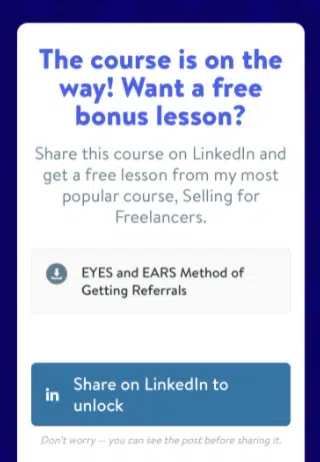 The course is on the
way! Want a free
bonus lesson?
Share this course on LinkedIn and
get a free lesson from my most
popular course, Selling for
Freelancers.
EYES and EARS Method of
Getting Referrals
in
Share on LinkedIn to
unlock
Don't worry — you can see the post before sharing it.